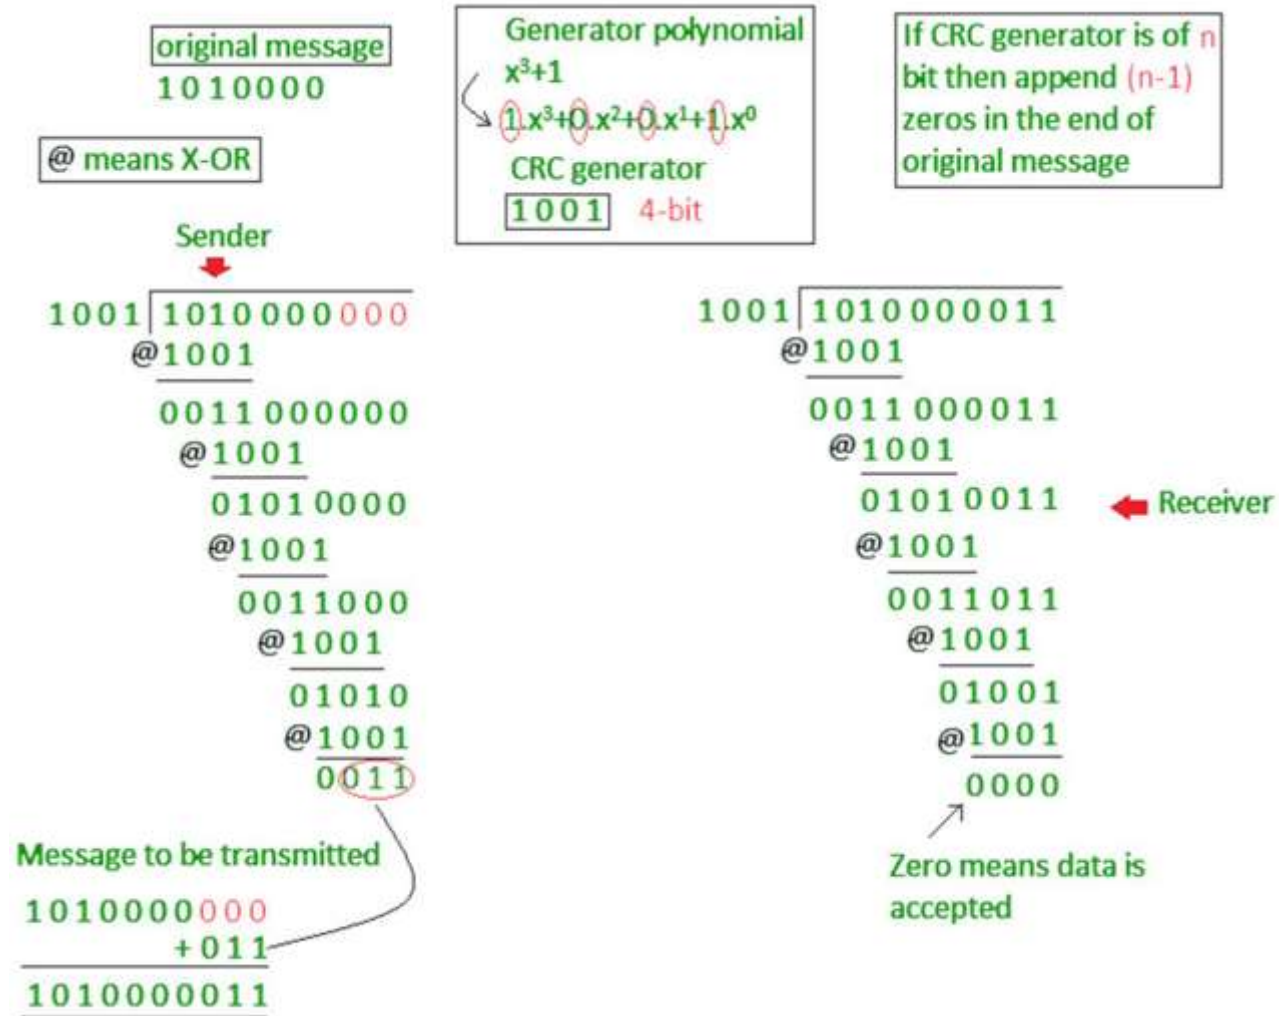 original message
1010000
@ means X-OR
Generator polynomial
x³+1
1.x³+0.x²+0.x¹+1.x⁰
CRC generator
1001 4-bit
If CRC generator is of n
bit then append (n-1)
zeros in the end of
original message
Sender
1001 1010000000
@1001
0011000000
@1001
01010000
@1001
0011000
@1001
01010
@1001
0011
Message to be transmitted
1010000000
+011
1010000011
1001 1010000011
@1001
0011000011
@1001
01010011
Receiver
@1001
0011011
@1001
01001
@1001
0000
Zero means data is
accepted